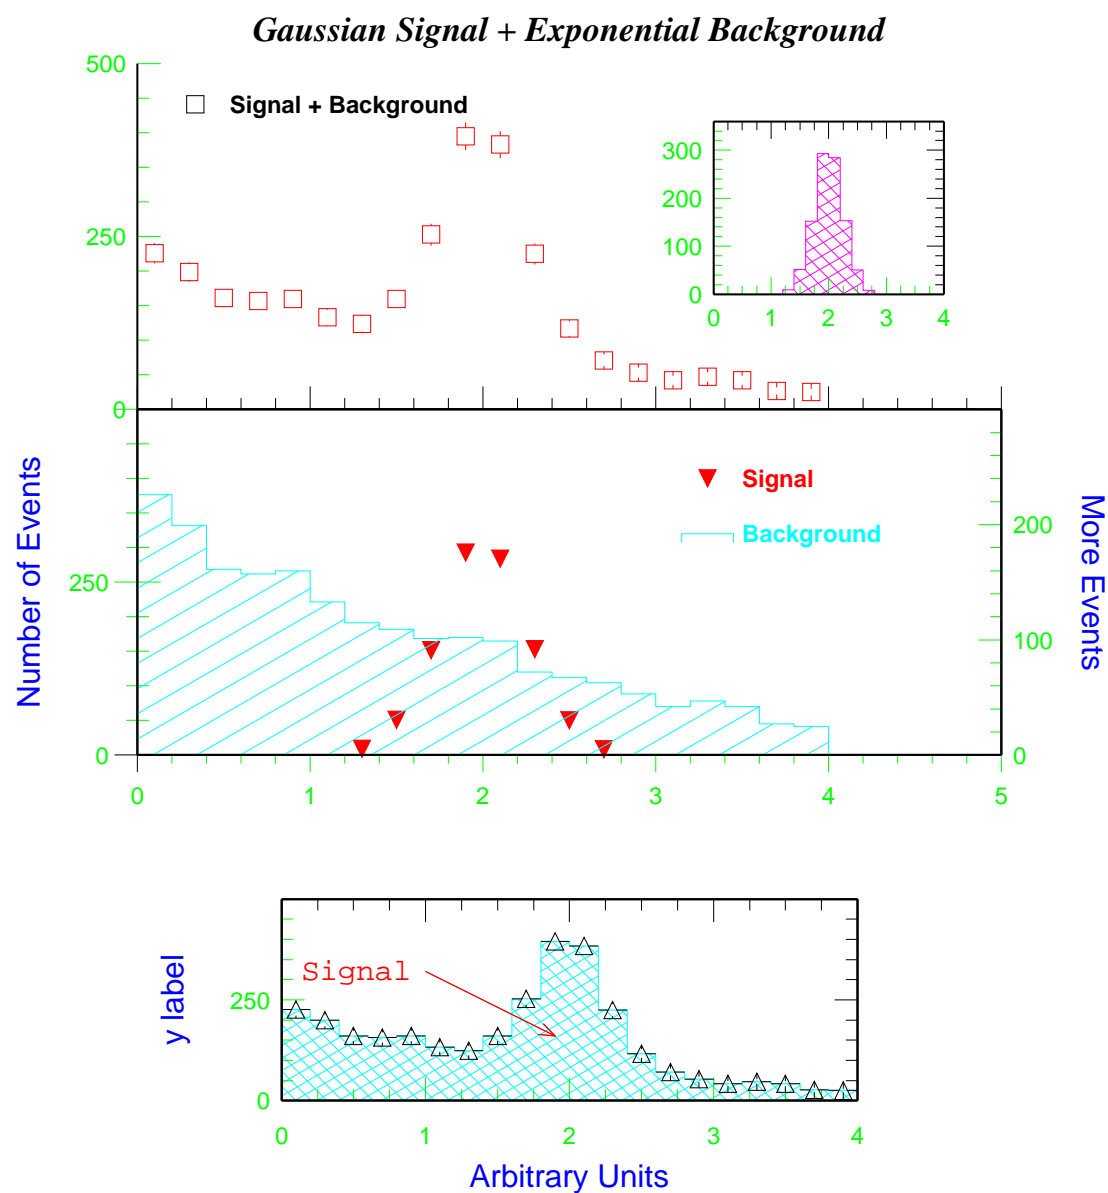 Gaussian Signal + Exponential Background
500
Signal + Background
300
200
100
0
0 1 2 3 4
250
0
Number of Events
Signal
Background
More Events
200
100
0
250
0
0 1 2 3 4 5
y label
Signal
250
0
0 1 2 3 4
Arbitrary Units